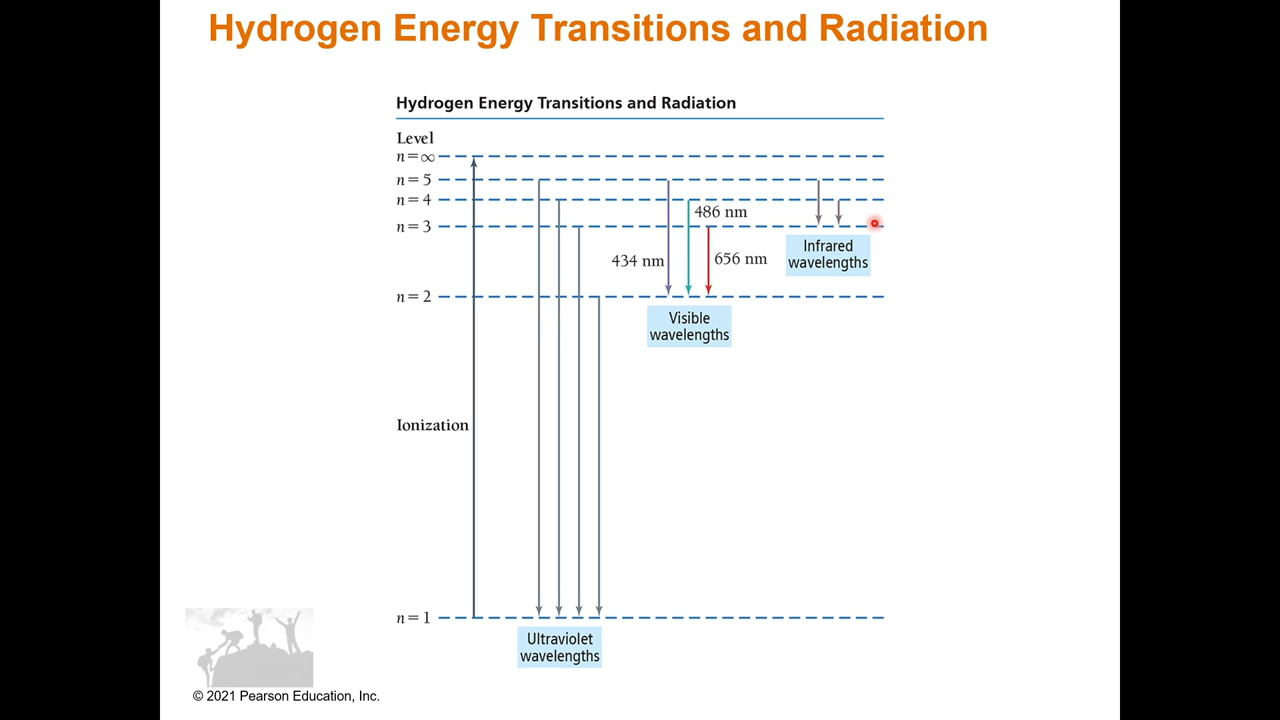 Hydrogen Energy Transitions and Radiation
Hydrogen Energy Transitions and Radiation
Level
n = ∞
n = 5
n = 4
486 nm
n = 3
Infrared
wavelengths
434 nm
656 nm
n = 2
Visible
wavelengths
Ionization
n = 1
Ultraviolet
wavelengths
© 2021 Pearson Education, Inc.